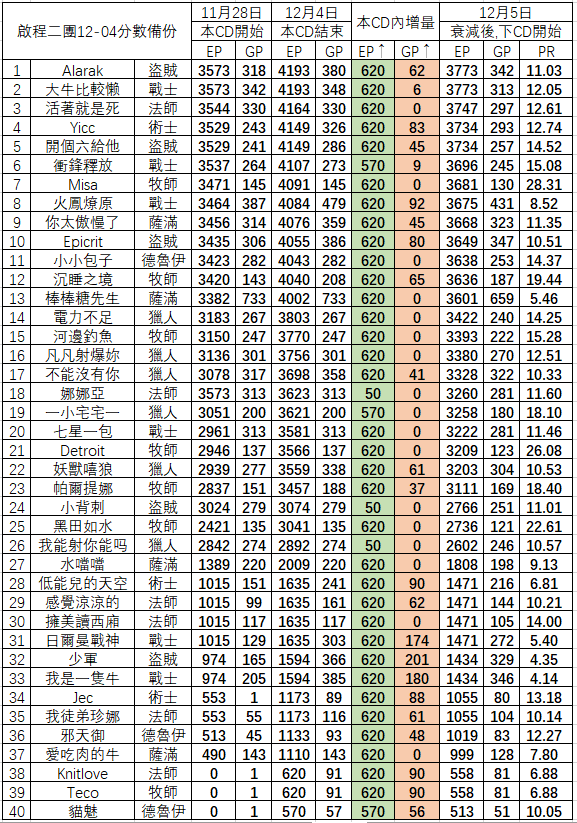 啟程二團12-04分數備份 11月28日 12月4日 本CD內增量 12月5日
本CD開始 本CD結束 衰減後,下CD開始
EP GP EP GP EP↑ GP↑ EP GP PR
1 Alarak 盜賊 3573 318 4193 380 620 62 3773 342 11.03
2 大牛比較懶 戰士 3573 342 4193 348 620 6 3773 313 12.05
3 活著就是死 法師 3544 330 4164 330 620 0 3747 297 12.61
4 Yicc 術士 3529 243 4149 326 620 83 3734 293 12.74
5 開個六給他 盜賊 3529 241 4149 286 620 45 3734 257 14.52
6 衝鋒釋放 戰士 3537 264 4107 273 570 9 3696 245 15.08
7 Misa 牧師 3471 145 4091 145 620 0 3681 130 28.31
8 火鳳燎原 戰士 3464 387 4084 479 620 92 3675 431 8.52
9 你太傲慢了 薩滿 3456 314 4076 359 620 45 3668 323 11.35
10 Epicrit 盜賊 3435 306 4055 386 620 80 3649 347 10.51
11 小小包子 德魯伊 3423 282 4043 282 620 0 3638 253 14.37
12 沉睡之境 牧師 3420 143 4040 208 620 65 3636 187 19.44
13 棒棒糖先生 薩滿 3382 733 4002 733 620 0 3601 659 5.46
14 電力不足 獵人 3183 267 3803 267 620 0 3422 240 14.25
15 河邊釣魚 牧師 3150 247 3770 247 620 0 3393 222 15.28
16 凡凡射爆妳 獵人 3136 301 3756 301 620 0 3380 270 12.51
17 不能沒有你 獵人 3078 317 3698 358 620 41 3328 322 10.33
18 娜娜亞 法師 3573 313 3623 313 50 0 3260 281 11.60
19 一小宅宅一 獵人 3051 200 3621 200 570 0 3258 180 18.10
20 七星一包 戰士 2961 313 3581 313 620 0 3222 281 11.46
21 Detroit 牧師 2946 137 3566 137 620 0 3209 123 26.08
22 妖獸嘻狼 獵人 2939 277 3559 338 620 61 3203 304 10.53
23 帕爾提娜 牧師 2837 151 3457 188 620 37 3111 169 18.40
24 小背刺 盜賊 3024 279 3074 279 50 0 2766 251 11.01
25 黑田如水 牧師 2421 135 3041 135 620 0 2736 121 22.61
26 我能射你能吗 獵人 2842 274 2892 274 50 0 2602 246 10.57
27 水噹噹 薩滿 1389 220 2009 220 620 0 1808 198 9.13
28 低能兒的天空 術士 1015 151 1635 241 620 90 1471 216 6.81
29 感覺涼涼的 法師 1015 99 1635 161 620 62 1471 144 10.21
30 擁美讀西廂 法師 1015 117 1635 117 620 0 1471 105 14.00
31 日爾曼戰神 戰士 1015 129 1635 303 620 174 1471 272 5.40
32 少軍 盜賊 974 165 1594 366 620 201 1434 329 4.35
33 我是一隻牛 戰士 974 205 1594 385 620 180 1434 346 4.14
34 Jec 術士 553 1 1173 89 620 88 1055 80 13.18
35 我徒弟珍娜 法師 553 55 1173 116 620 61 1055 104 10.14
36 邪天御 德魯伊 513 45 1133 93 620 48 1019 83 12.27
37 愛吃肉的牛 薩滿 490 143 1110 143 620 0 999 128 7.80
38 Knitlove 法師 0 1 620 91 620 90 558 81 6.88
39 Teco 牧師 0 1 620 91 620 90 558 81 6.88
40 貓魅 德魯伊 0 1 570 57 570 56 513 51 10.05